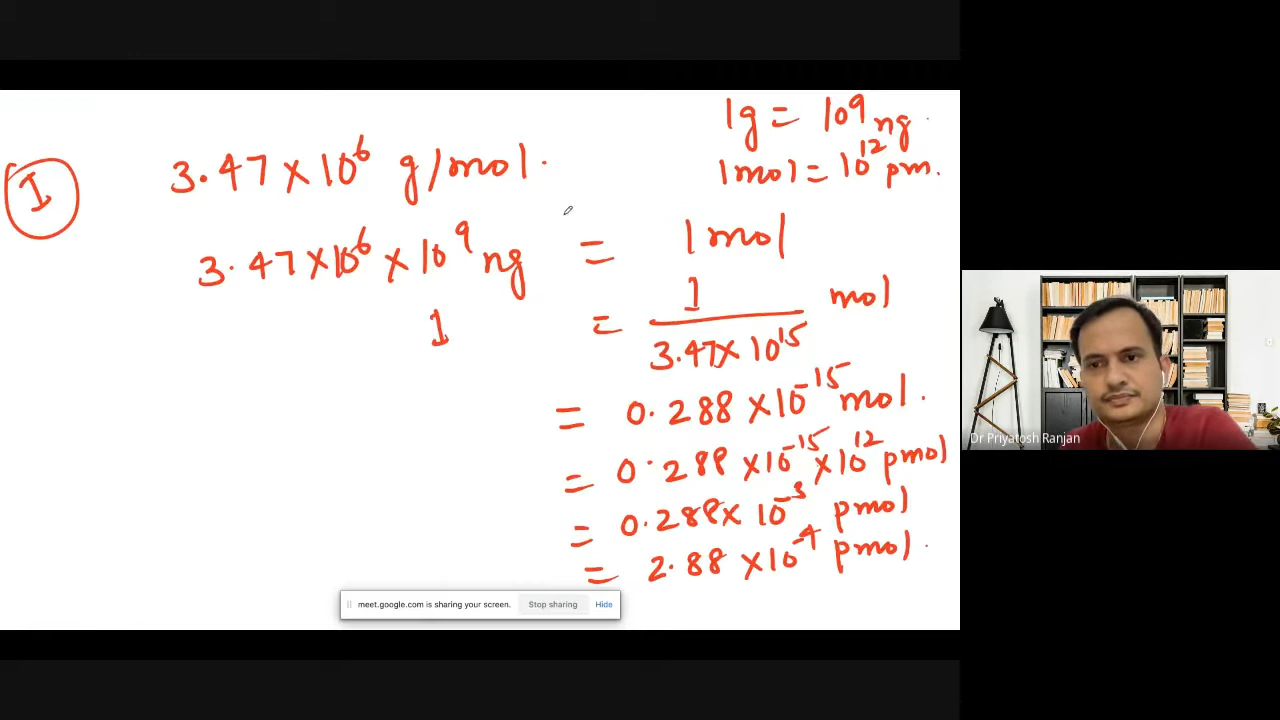 1g = 10⁹ ng.
1mol = 10¹² pm.
I
3.47×10⁶ g/mol.
3.47×10⁶×10⁹ ng = 1mol
1 = 1/3.47×10¹⁵ mol
= 0.288×10⁻¹⁵ mol.
= 0.288×10⁻¹⁵×10¹² pmol
= 0.288×10⁻³ pmol
= 2.88×10⁻⁴ pmol.
Dr Priyatosh Ranjan
meet.google.com is sharing your screen. Stop sharing Hide